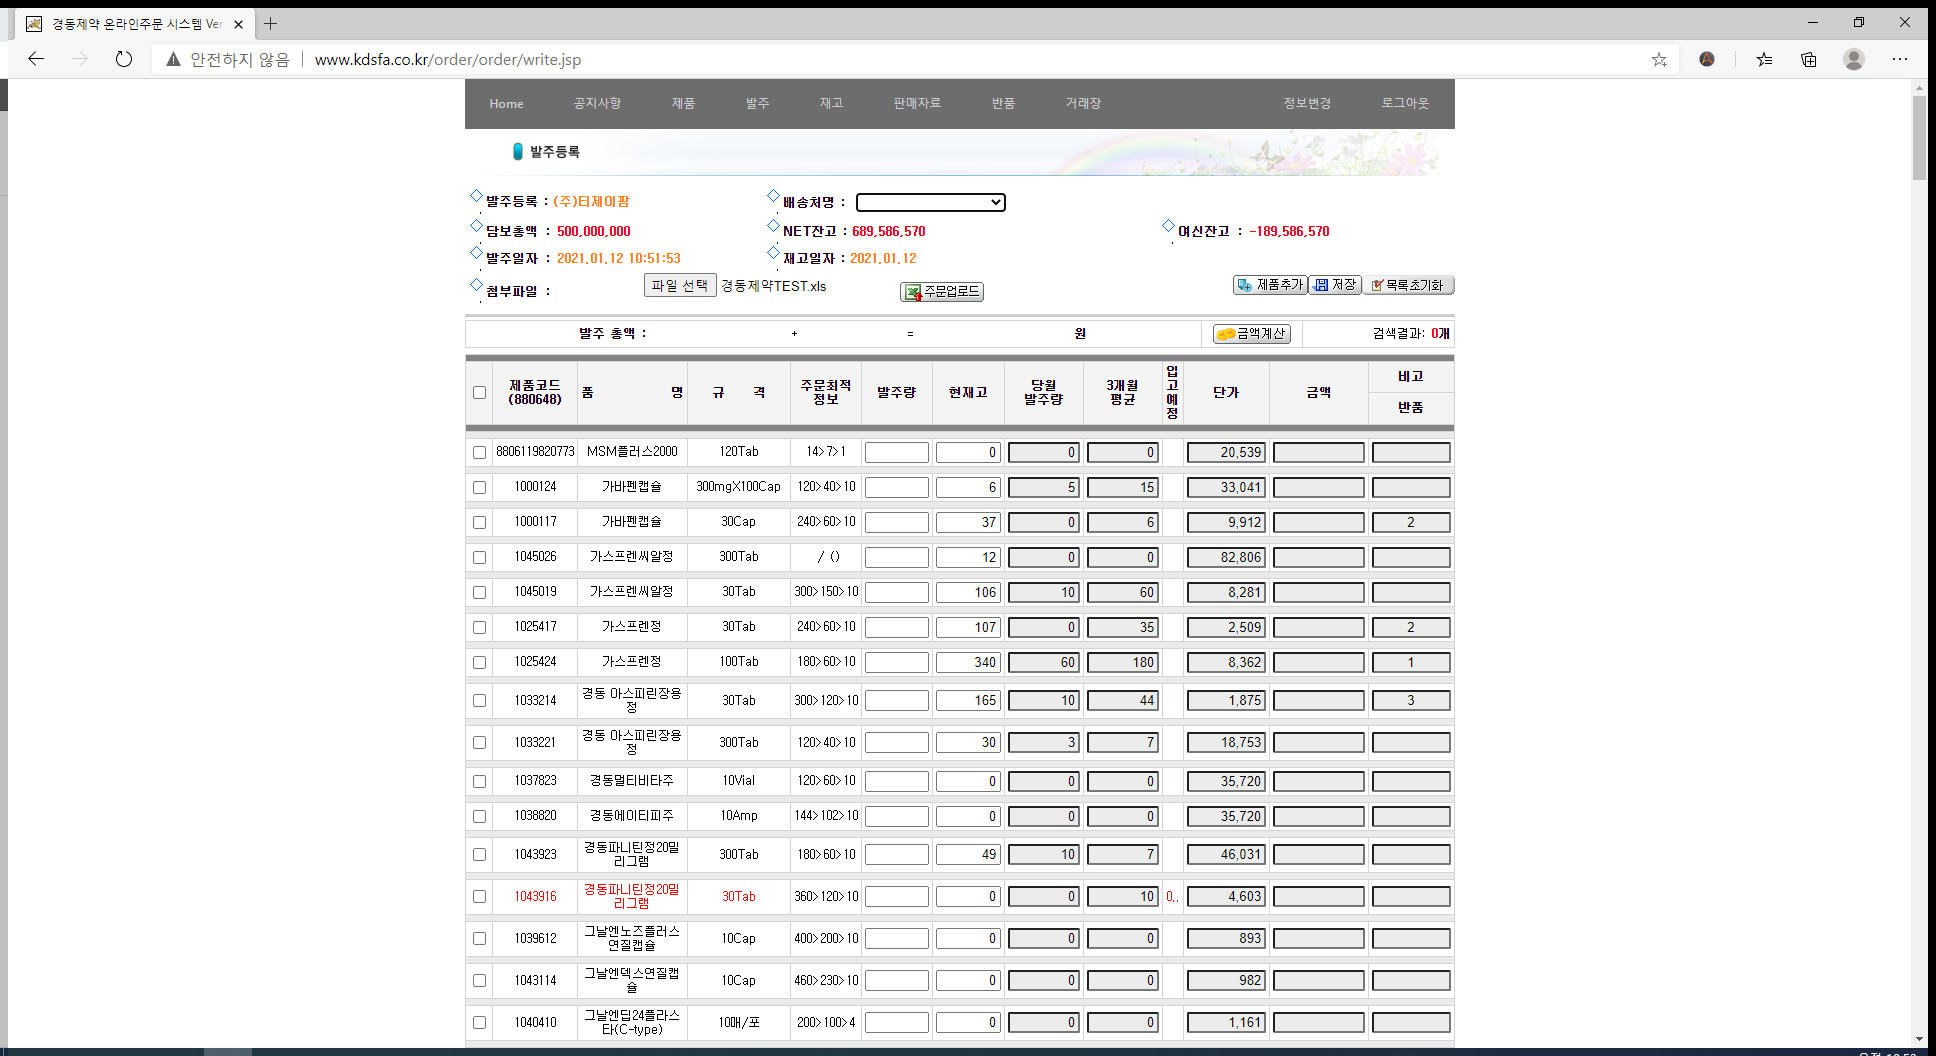 경동제약 온라인주문 시스템 Ver
안전하지 않음 www.kdsfa.co.kr/order/order/write.jsp
Home 공지사항 제품 발주 재고 판매자료 반품 거래장 정보변경 로그아웃
발주등록
발주등록 : (주)티제이팜 배송처명 :
담보총액 : 500,000,000 NET잔고 : 689,586,570 여신잔고 : -189,586,570
발주일자 : 2021.01.12 10:51:53 재고일자 : 2021.01.12
첨부파일 : 파일 선택 경동제약TEST.xls 주문업로드 제품추가 저장 목록초기화
발주 총액 : + = 원 금액계산 검색결과: 0개
제품코드 (880648) 품 명 규 격 주문최적 정보 발주량 현재고 당월 발주량 3개월 평균 입고예정 단가 금액 비고 반품
8806119820773 MSM플러스2000 120Tab 14>7>1 0 0 0 20,539
1000124 가바펜캡슐 300mgX100Cap 120>40>10 6 5 15 33,041
1000117 가바펜캡슐 30Cap 240>60>10 37 0 6 9,912 2
1045026 가스프렌씨알정 300Tab / () 12 0 0 82,806
1045019 가스프렌씨알정 30Tab 300>150>10 106 10 60 8,281
1025417 가스프렌정 30Tab 240>60>10 107 0 35 2,509 2
1025424 가스프렌정 100Tab 180>60>10 340 60 180 8,362 1
1033214 경동 아스피린장용정 30Tab 300>120>10 165 10 44 1,875 3
1033221 경동 아스피린장용정 300Tab 120>40>10 30 3 7 18,753
1037823 경동멀티비타주 10Vial 120>60>10 0 0 0 35,720
1038820 경동에이티피주 10Amp 144>102>10 0 0 0 35,720
1043923 경동파니틴정20밀리그램 300Tab 180>60>10 49 10 7 46,031
1043916 경동파니틴정20밀리그램 30Tab 360>120>10 0 0 10 0.. 4,603
1039612 그날엔노즈플러스연질캡슐 10Cap 400>200>10 0 0 0 893
1043114 그날엔덱스연질캡슐 10Cap 460>230>10 0 0 0 982
1040410 그날엔딥24플라스타(C-type) 10매/포 200>100>4 0 0 0 1,161